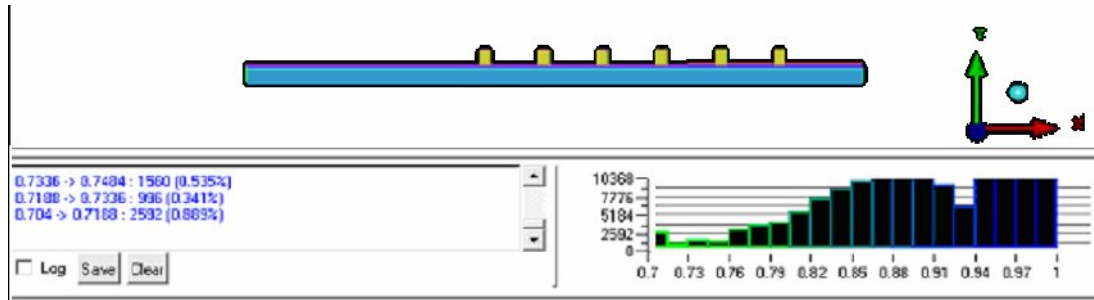 Y
X
0.7336 -> 0.7484 : 1560 (0.535%)
0.7188 -> 0.7336 : 996 (0.341%)
0.704 -> 0.7188 : 2592 (0.889%)
Log Save Clear
10368
7776
5184
2592
0
0.7 0.73 0.76 0.79 0.82 0.85 0.88 0.91 0.94 0.97 1